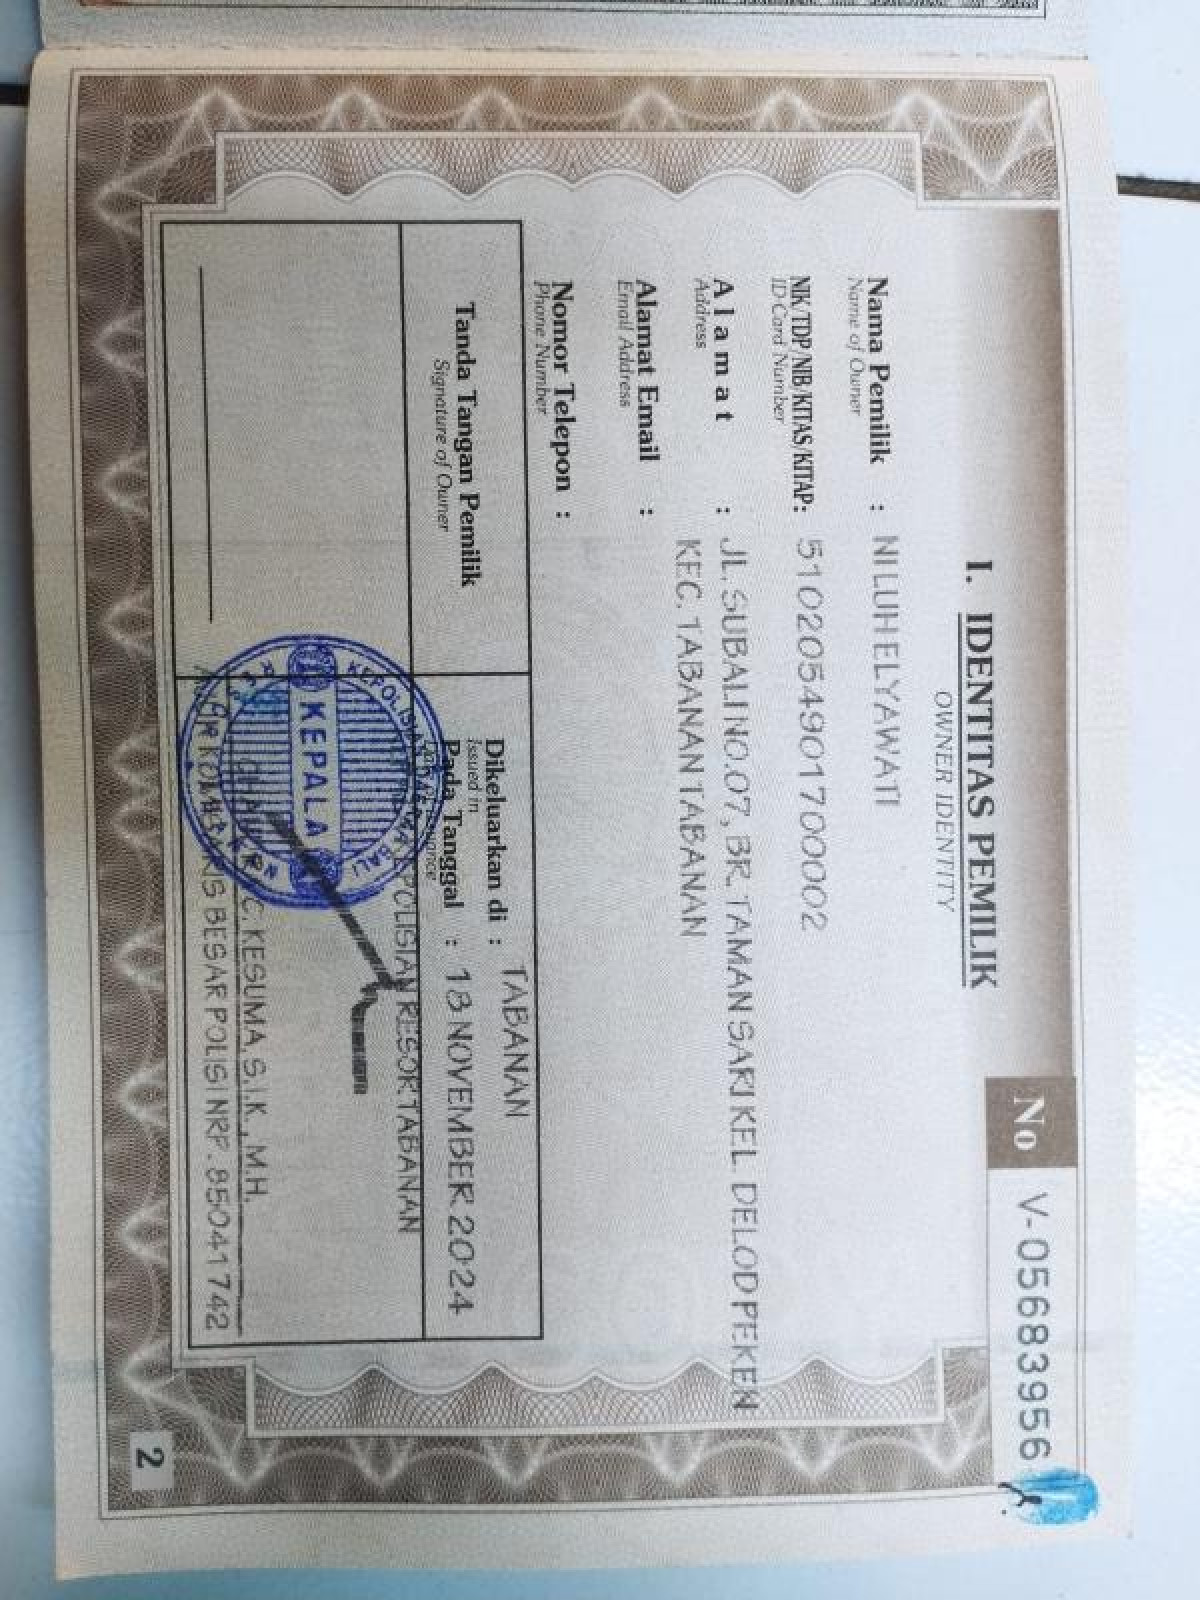 No V-05683956
I. IDENTITAS PEMILIK
OWNER IDENTITY
Nama Pemilik : NI LUH ELYAWATI
Name of Owner
NIK/TDP/NIB/KITAS/KITAP: 5102054901700002
ID Card Number
Alamat : JL. SUBALI NO.07, BR. TAMAN SARI KEL. DELOD PEKEN
Address
KEC. TABANAN TABANAN
Alamat Email :
Email Address
Nomor Telepon :
Phone Number
Tanda Tangan Pemilik
Signature of Owner
Dikeluarkan di : TABANAN
Issued in
Pada Tanggal : 18 NOVEMBER 2024
RESOR TABANAN
KEPALA
BALI
C. KESUMA, S.I.K., M.H.
BESAR POLISI NRP. 85041742
2